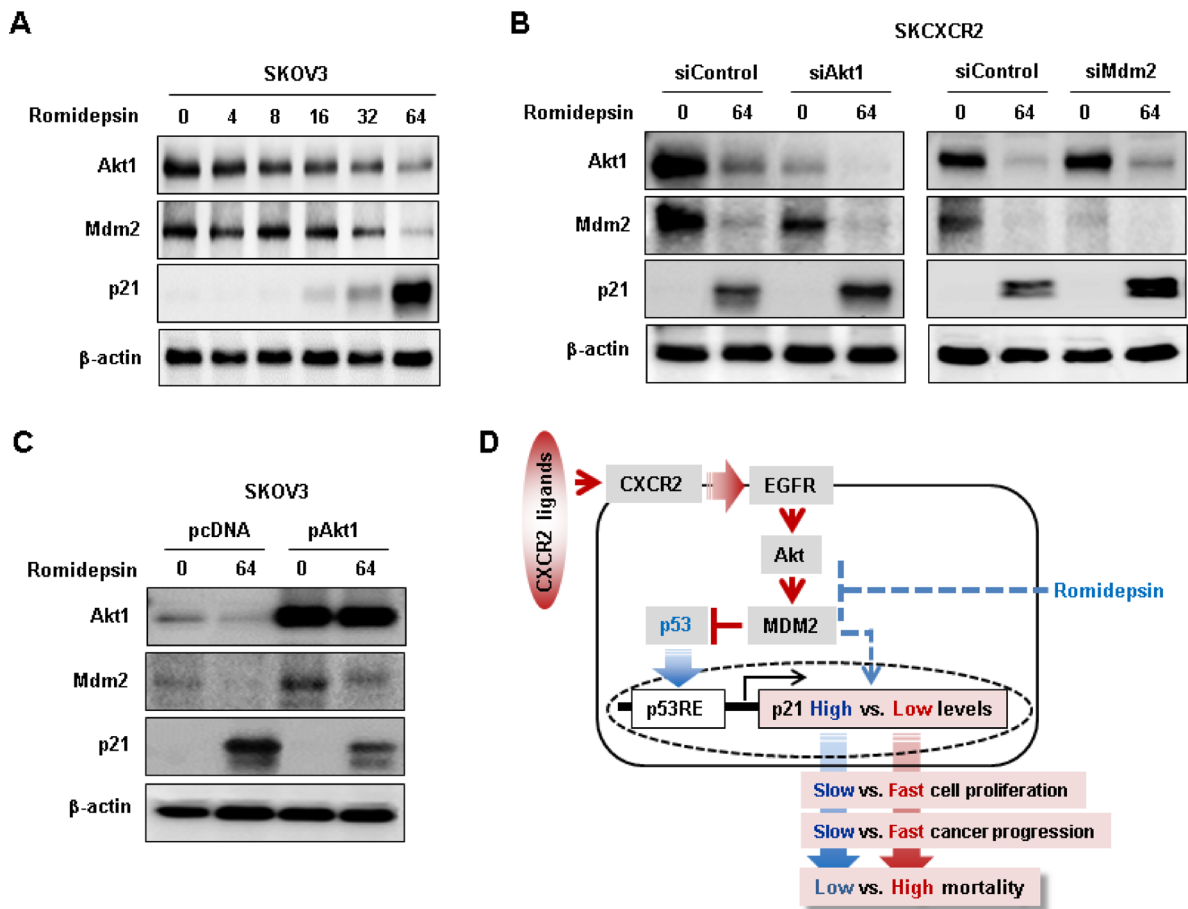 A
SKOV3
Romidepsin 0 4 8 16 32 64
Akt1
Mdm2
p21
β-actin
B
SKCXCR2
siControl siAkt1 siControl siMdm2
Romidepsin 0 64 0 64 0 64 0 64
Akt1
Mdm2
p21
β-actin
C
SKOV3
pcDNA pAkt1
Romidepsin 0 64 0 64
Akt1
Mdm2
p21
β-actin
D
CXCR2 ligands
CXCR2 EGFR
Akt
Romidepsin
p53 MDM2
p53RE p21 High vs. Low levels
Slow vs. Fast cell proliferation
Slow vs. Fast cancer progression
Low vs. High mortality